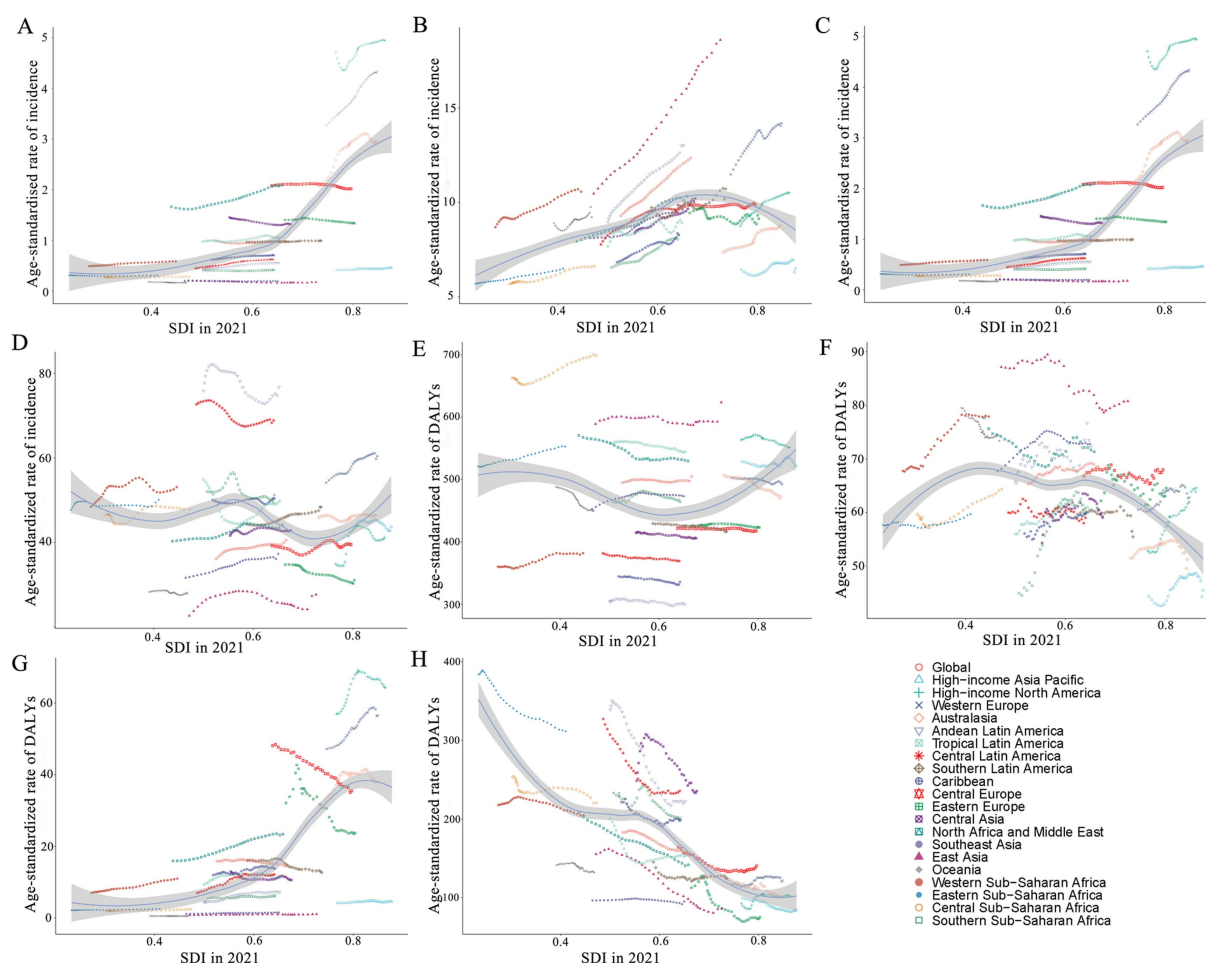 A
Age-standardised rate of incidence
5
4
3
2
1
0
0.4
0.6
0.8
SDI in 2021
B
Age-standardized rate of incidence
15
10
5
0.4
0.6
0.8
SDI in 2021
C
Age-standardised rate of incidence
5
4
3
2
1
0
0.4
0.6
0.8
SDI in 2021
D
Age-standardized rate of incidence
80
60
40
0.4
0.6
0.8
SDI in 2021
E
Age-standardized rate of DALYs
700
600
500
400
300
0.4
0.6
0.8
SDI in 2021
F
Age-standardized rate of DALYs
90
80
70
60
50
0.4
0.6
0.8
SDI in 2021
G
Age-standardized rate of DALYs
60
40
20
0
0.4
0.6
0.8
SDI in 2021
H
Age-standardized rate of DALYs
400
300
200
100
0.4
0.6
0.8
SDI in 2021
Global
High-income Asia Pacific
High-income North America
Western Europe
Australasia
Andean Latin America
Tropical Latin America
Central Latin America
Southern Latin America
Caribbean
Central Europe
Eastern Europe
Central Asia
North Africa and Middle East
Southeast Asia
East Asia
Oceania
Western Sub-Saharan Africa
Eastern Sub-Saharan Africa
Central Sub-Saharan Africa
Southern Sub-Saharan Africa